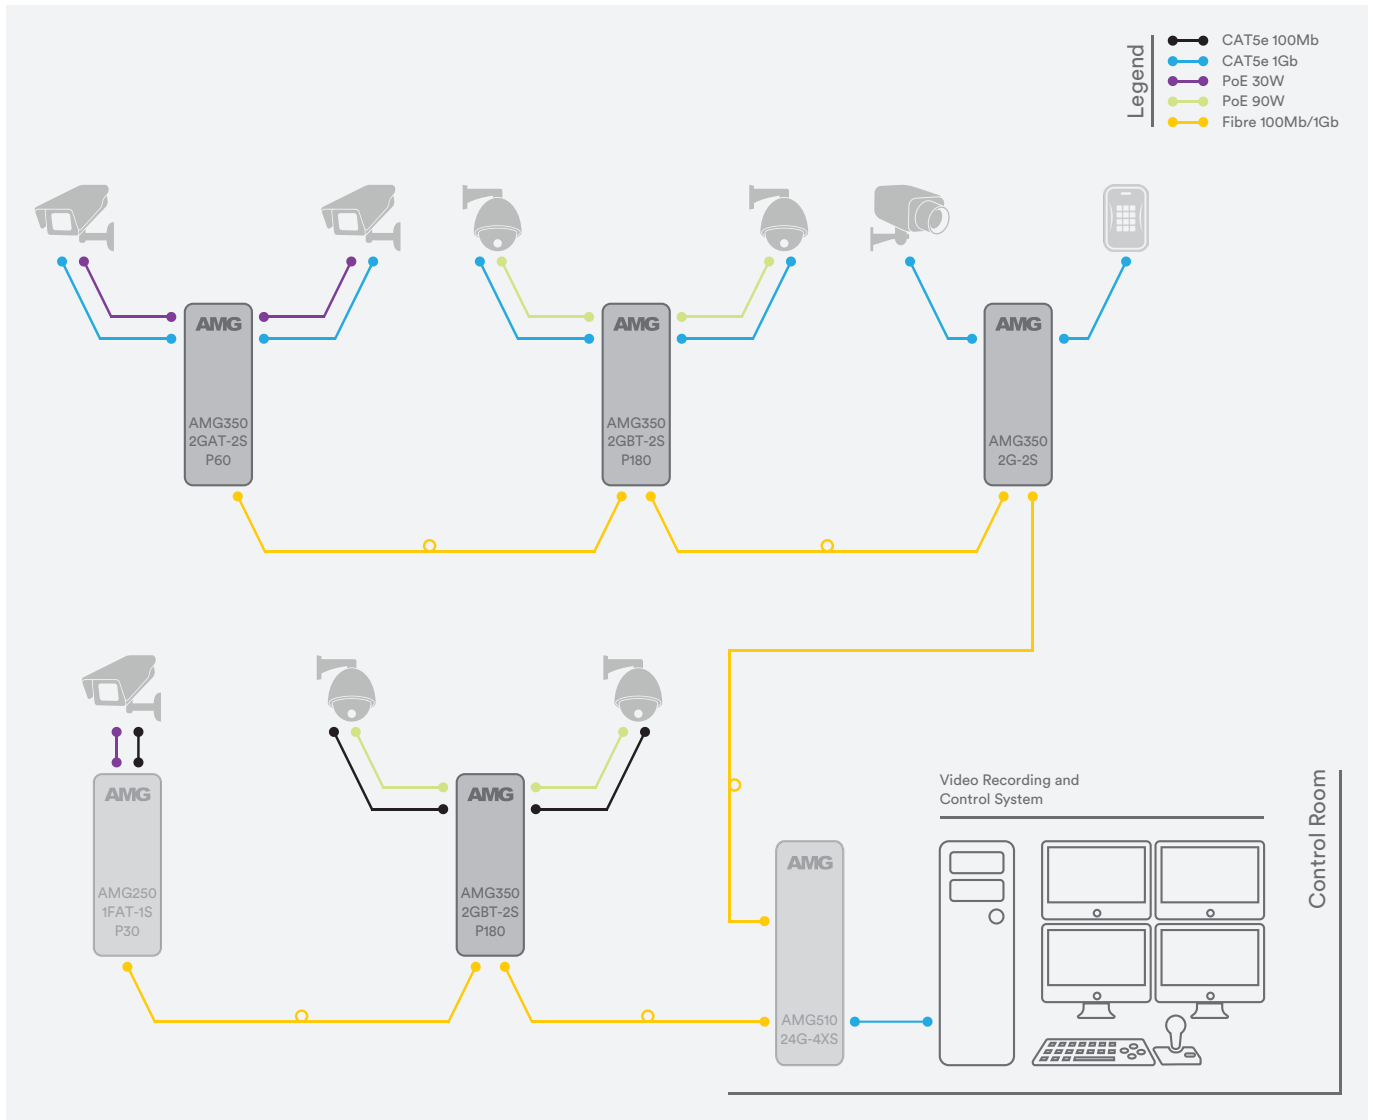 Legend
CAT5e 100Mb
CAT5e 1Gb
PoE 30W
PoE 90W
Fibre 100Mb/1Gb
AMG
AMG350
2GAT-2S
P60
AMG
AMG350
2GBT-2S
P180
AMG
AMG350
2G-2S
AMG
AMG250
1FAT-1S
P30
AMG
AMG350
2GBT-2S
P180
AMG
AMG510
24G-4XS
Video Recording and
Control System
Control Room